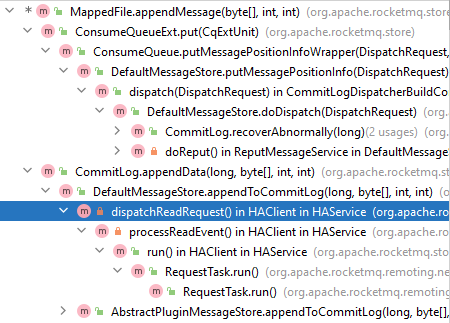 MappedFile.appendMessage(byte[], int, int) (org.apache.rocketmq.store
ConsumeQueueExt.put(CqExtUnit) (org.apache.rocketmq.store)
ConsumeQueue.putMessagePositionInfoWrapper(DispatchRequest,
DefaultMessageStore.putMessagePositionInfo(DispatchRequest)
dispatch(DispatchRequest) in CommitLogDispatcherBuildCo
DefaultMessageStore.doDispatch(DispatchRequest) (org
CommitLog.recoverAbnormally(long)(2 usages) (org.a
doReput() in ReputMessageService in DefaultMessage
CommitLog.appendData(long, byte[], int, int) (org.apache.rocketmq
DefaultMessageStore.appendToCommitLog(long, byte[], int, int)
dispatchReadRequest() in HAClient in HAService (org.apache.ro
processReadEvent() in HAClient in HAService (org.apache.rock
run() in HAClient in HAService (org.apache.rocketmq.store
RequestTask.run() (org.apache.rocketmq.remoting.ne
RequestTask.run() (org.apache.rocketmq.remoting
AbstractPluginMessageStore.appendToCommitLog(long, byte